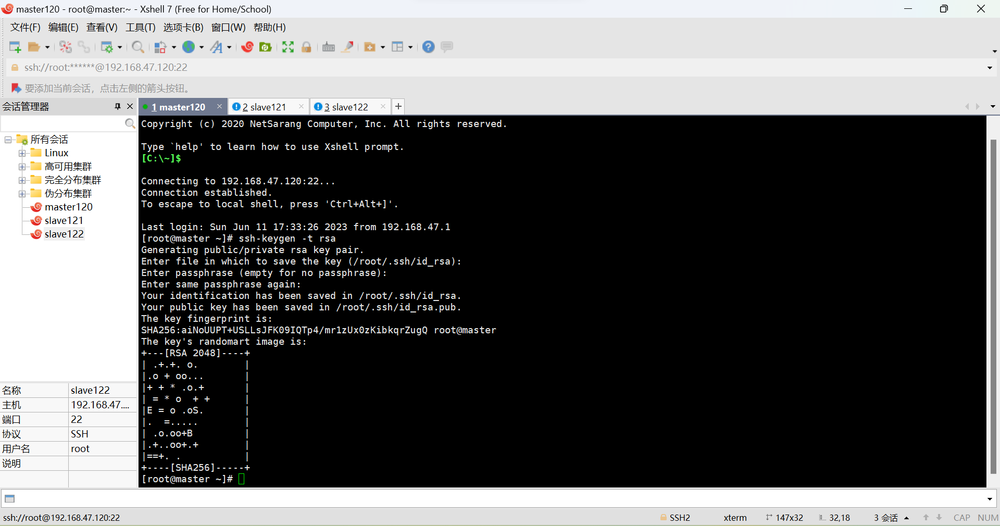 master120 - root@master:~ - Xshell 7 (Free for Home/School)
文件(F) 编辑(E) 查看(V) 工具(T) 选项卡(B) 窗口(W) 帮助(H)
ssh://root:******@192.168.47.120:22
要添加当前会话，点击左侧的箭头按钮。
会话管理器
1 master120
2 slave121
3 slave122
所有会话
Linux
高可用集群
完全分布集群
伪分布集群
master120
slave121
slave122
名称 slave122
主机 192.168.47....
端口 22
协议 SSH
用户名 root
说明
Copyright (c) 2020 NetSarang Computer, Inc. All rights reserved.
Type `help' to learn how to use Xshell prompt.
[C:\~]$
Connecting to 192.168.47.120:22...
Connection established.
To escape to local shell, press 'Ctrl+Alt+]'.
Last login: Sun Jun 11 17:33:26 2023 from 192.168.47.1
[root@master ~]# ssh-keygen -t rsa
Generating public/private rsa key pair.
Enter file in which to save the key (/root/.ssh/id_rsa):
Enter passphrase (empty for no passphrase):
Enter same passphrase again:
Your identification has been saved in /root/.ssh/id_rsa.
Your public key has been saved in /root/.ssh/id_rsa.pub.
The key fingerprint is:
SHA256:aiNoUUPT+USLLsJFK09IQTp4/mr1zUx0zKibkqrZugQ root@master
The key's randomart image is:
+---[RSA 2048]----+
| .+.+. o.        |
|.o + oo...       |
|+ + * .o.+       |
| = * o  + +      |
|E = o .oS.       |
|.  =.....        |
| .o.oo+B         |
|.+..oo+.+        |
|==+. .           |
+----[SHA256]-----+
[root@master ~]#
ssh://root@192.168.47.120:22
SSH2
xterm
147x32
32,18
3 会话
CAP NUM